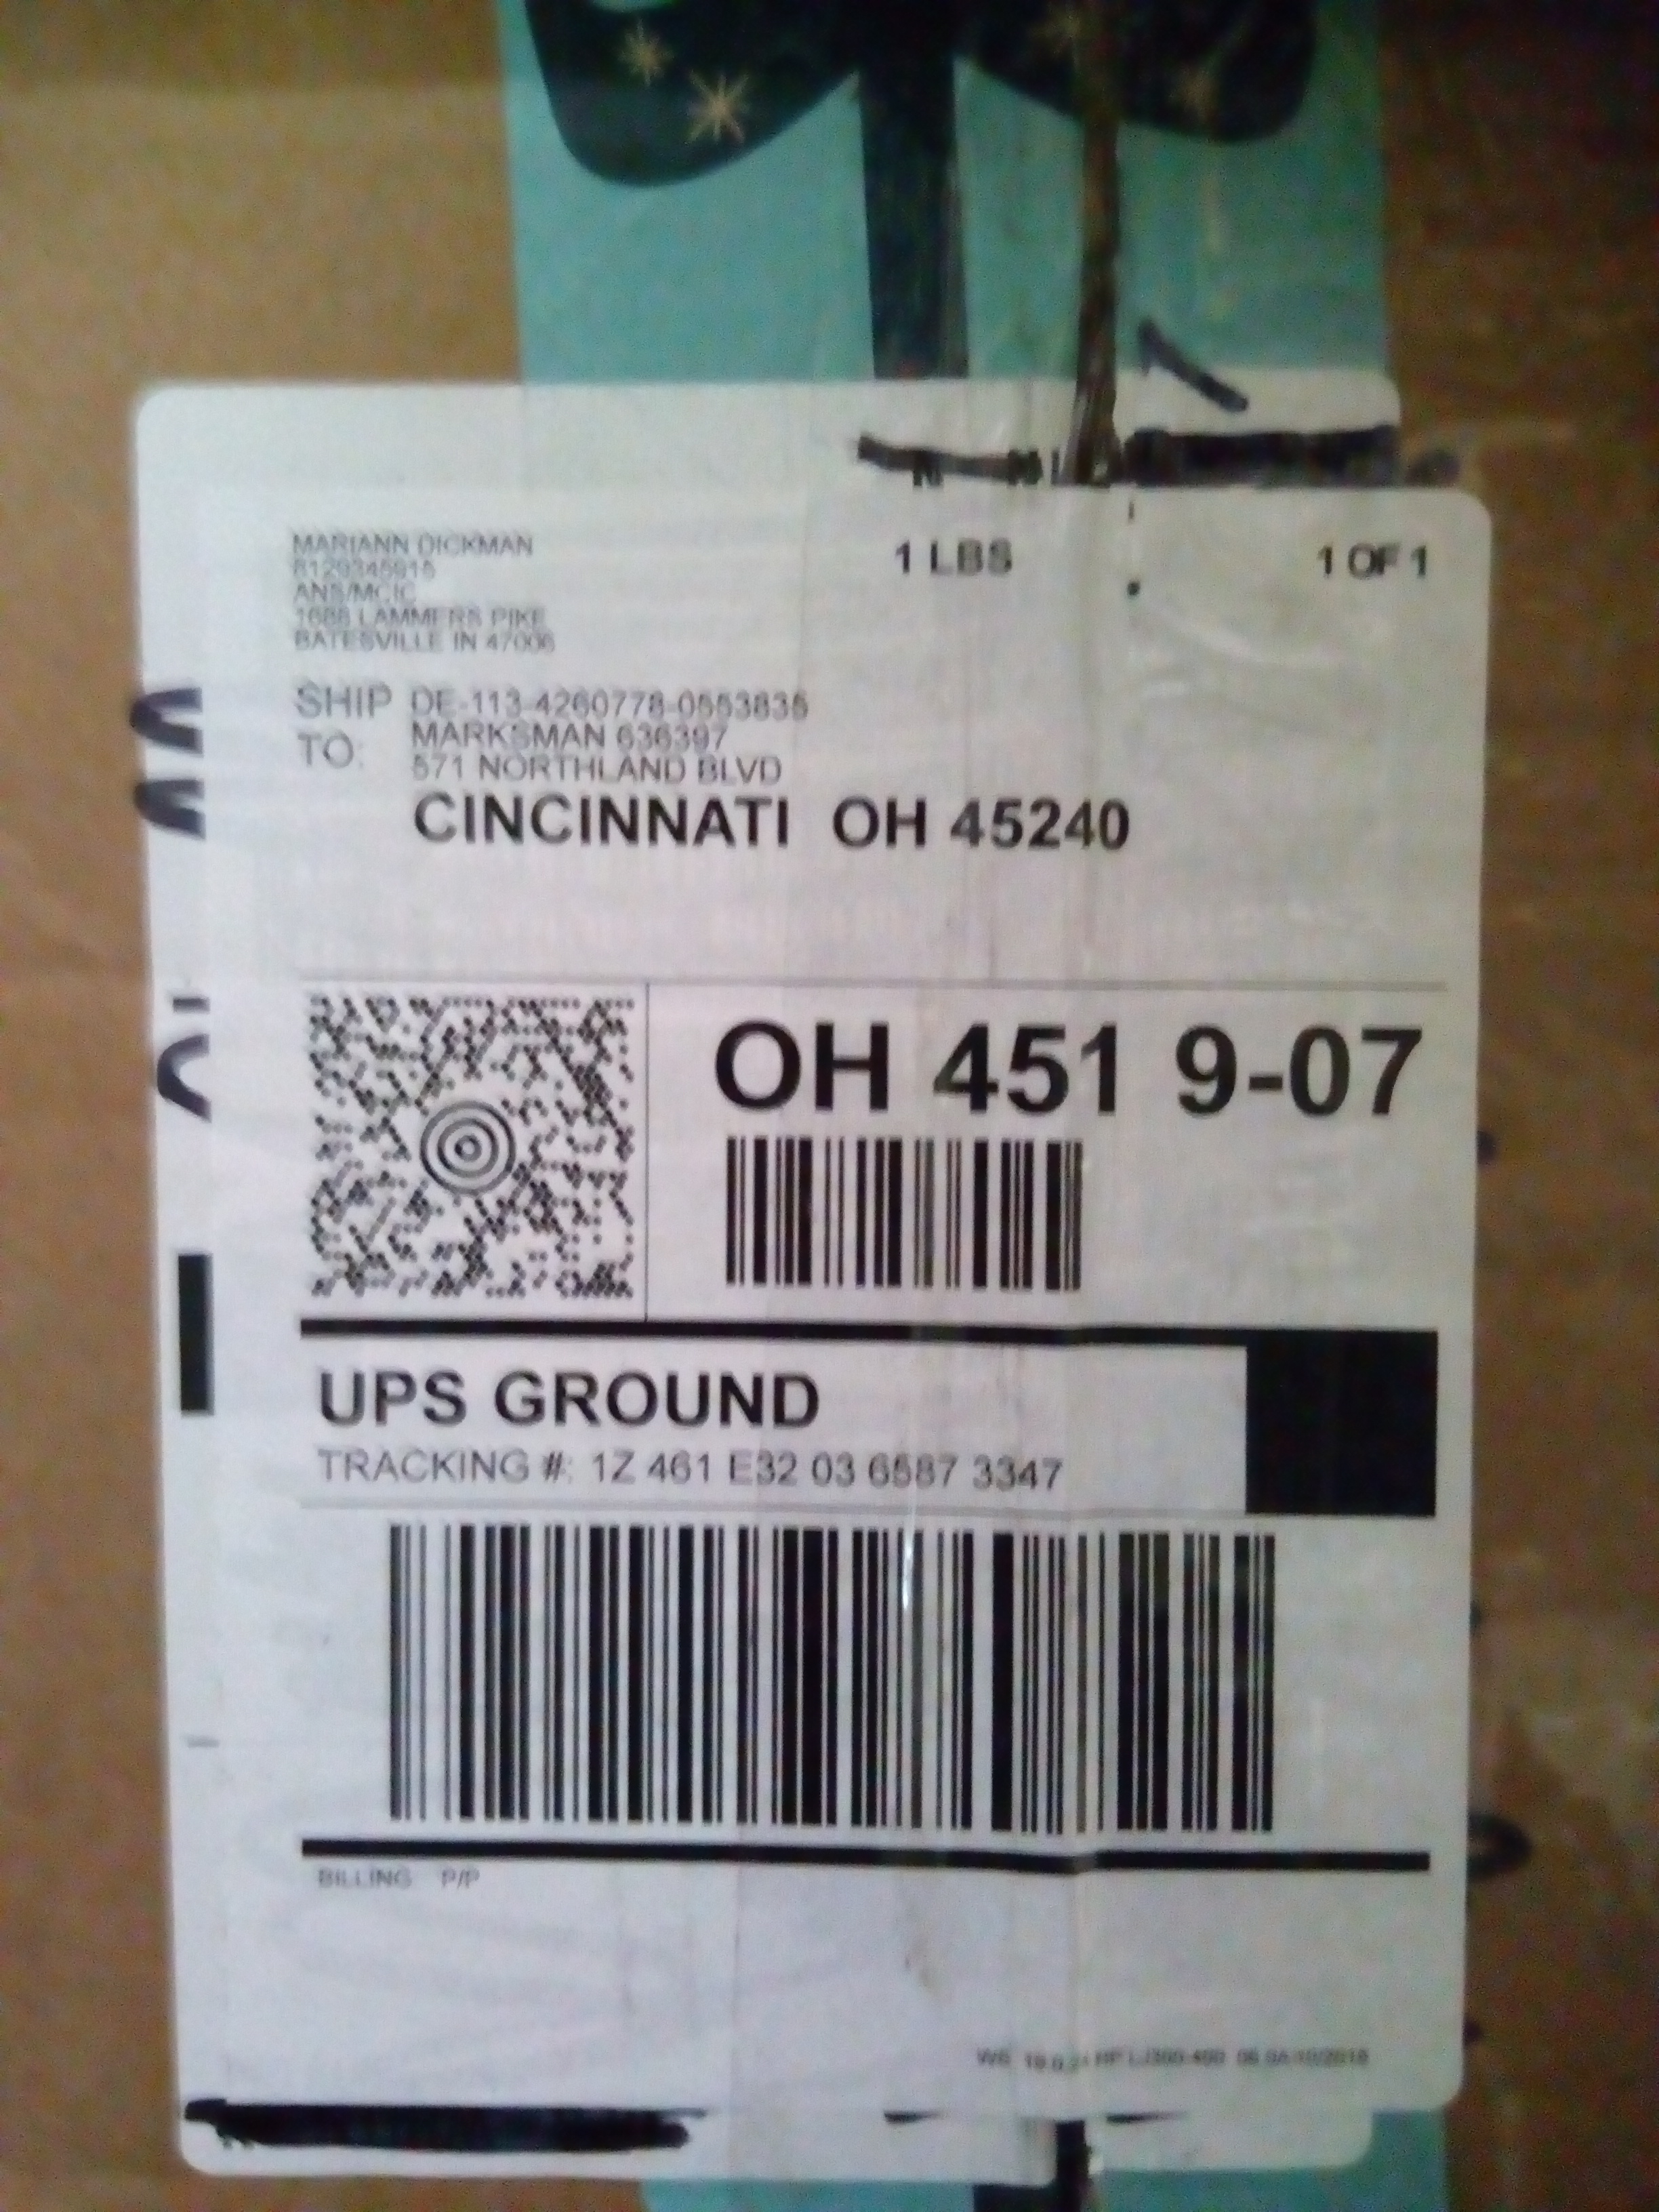 MARIANN DICKMAN
8129345915
ANS/MCIC
1688 LAMMERS PIKE
BATESVILLE IN 47006
1 LBS
1 OF 1
SHIP TO:
DE-113-4260778-0553835
MARKSMAN 636397
571 NORTHLAND BLVD
CINCINNATI OH 45240
OH 451 9-07
UPS GROUND
TRACKING #: 1Z 461 E32 03 6587 3347
BILLING P/P